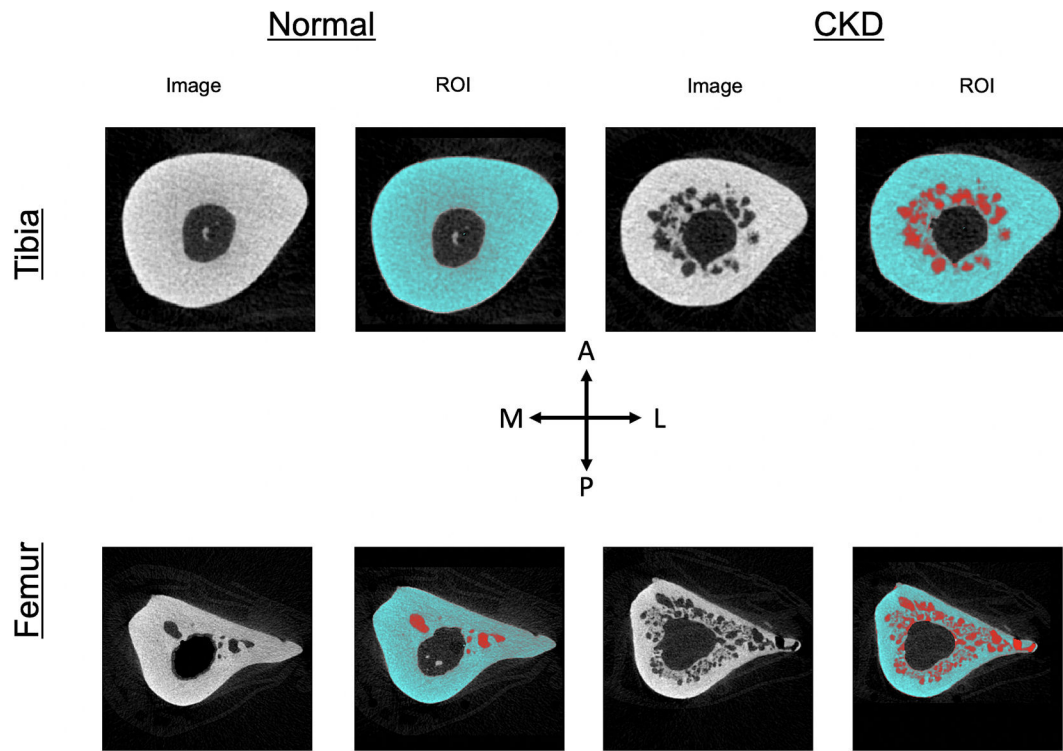 Normal CKD
Image ROI Image ROI
Tibia
A
M L
P
Femur